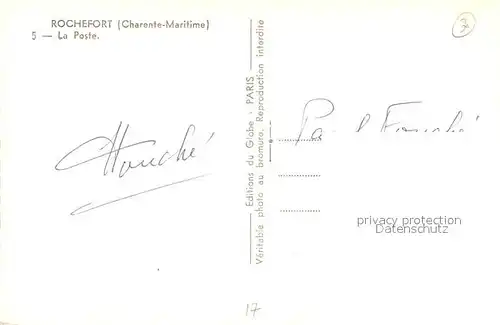 ROCHEFORT (Charente-Maritime)
5 — La Poste.
3
Editions du Globe - PARIS
Véritable photo au bromure. Reproduction interdite
privacy protection
Datenschutz
17